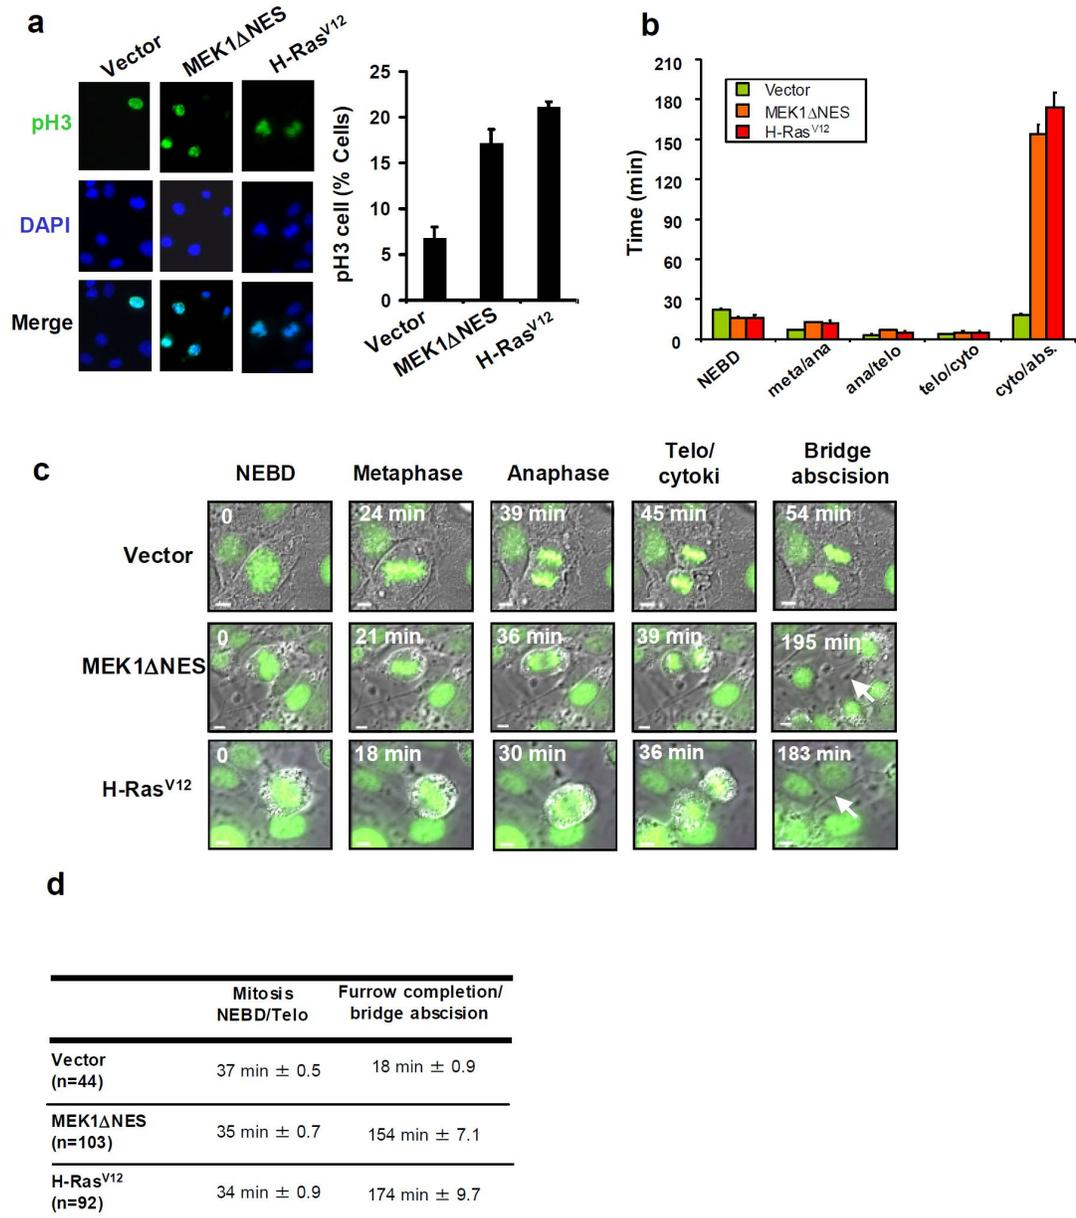 a
Vector
MEK1ΔNES
H-RasV12
pH3
DAPI
Merge
pH3 cell (% Cells)
25
20
15
10
5
0
Vector
MEK1ΔNES
H-RasV12
b
Time (min)
210
180
150
120
90
60
30
0
Vector
MEK1ΔNES
H-RasV12
NEBD
meta/ana
ana/telo
telo/cyto
cyto/abs.
c
NEBD
Metaphase
Anaphase
Telo/
cytoki
Bridge
abscision
Vector
0
24 min
39 min
45 min
54 min
MEK1ΔNES
0
21 min
36 min
39 min
195 min
H-RasV12
0
18 min
30 min
36 min
183 min
d
Mitosis
NEBD/Telo
Furrow completion/
bridge abscision
Vector
(n=44)
37 min ± 0.5
18 min ± 0.9
MEK1ΔNES
(n=103)
35 min ± 0.7
154 min ± 7.1
H-RasV12
(n=92)
34 min ± 0.9
174 min ± 9.7